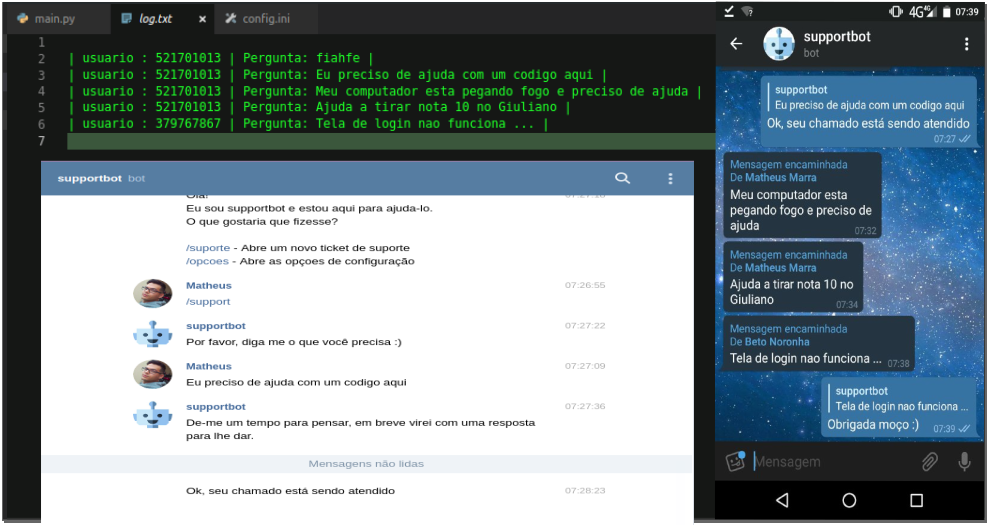 main.py
log.txt
×
config.ini
1
2 | usuario : 521701013 | Pergunta: fiahfe |
3 | usuario : 521701013 | Pergunta: Eu preciso de ajuda com um codigo aqui |
4 | usuario : 521701013 | Pergunta: Meu computador esta pegando fogo e preciso de ajuda |
5 | usuario : 521701013 | Pergunta: Ajuda a tirar nota 10 no Giuliano |
6 | usuario : 379767867 | Pergunta: Tela de login nao funciona ... |
7
supportbot bot
Ola!
Eu sou supportbot e estou aqui para ajuda-lo.
O que gostaria que fizesse?
/suporte - Abre um novo ticket de suporte
/opcoes - Abre as opçoes de configuração
Matheus 07:26:55
/support
supportbot 07:27:22
Por favor, diga me o que você precisa :)
Matheus 07:27:09
Eu preciso de ajuda com um codigo aqui
supportbot 07:27:36
De-me um tempo para pensar, em breve virei com uma resposta
para lhe dar.
Mensagens não lidas
Ok, seu chamado está sendo atendido 07:28:23
4G 4G 07:39
supportbot
bot
supportbot
Eu preciso de ajuda com um codigo aqui
Ok, seu chamado está sendo atendido
07:27
Mensagem encaminhada
De Matheus Marra
Meu computador esta
pegando fogo e preciso de
ajuda
07:32
Mensagem encaminhada
De Matheus Marra
Ajuda a tirar nota 10 no
Giuliano
07:34
Mensagem encaminhada
De Beto Noronha
Tela de login nao funciona ...
07:38
supportbot
Tela de login nao funciona ...
Obrigada moço :)
07:39
Mensagem